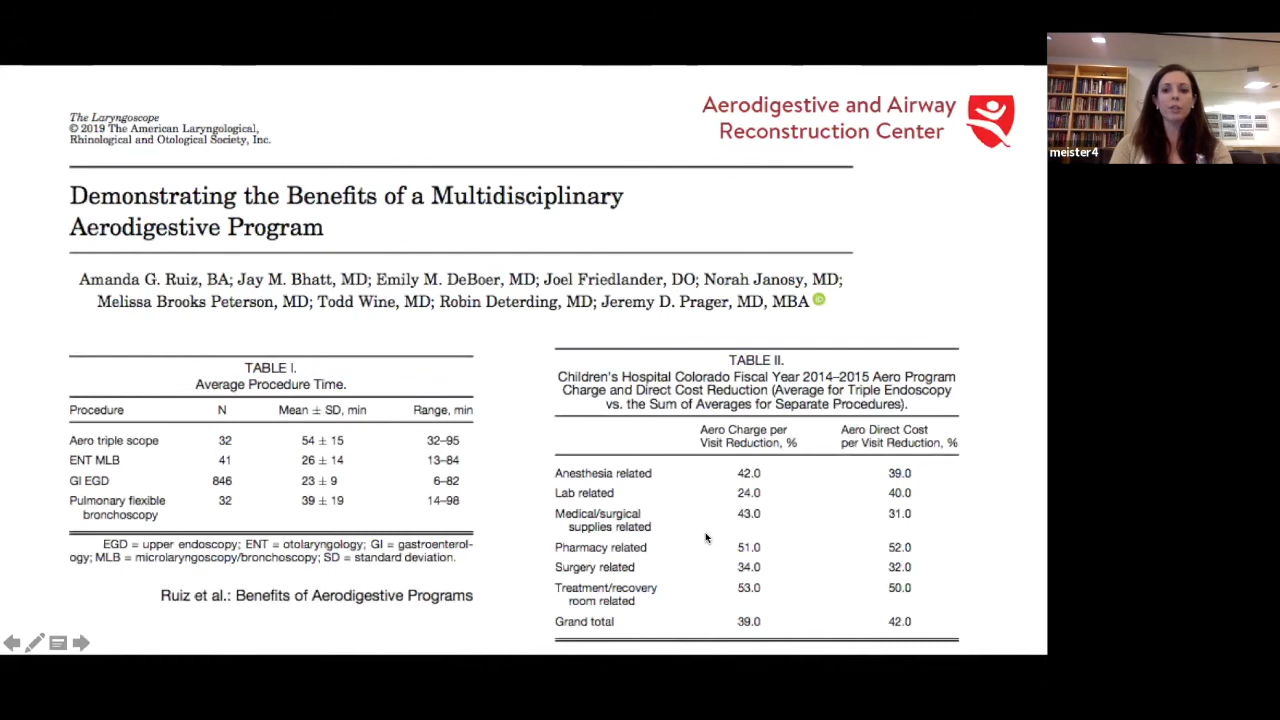 The Laryngoscope
© 2019 The American Laryngological,
Rhinological and Otological Society, Inc.
Aerodigestive and Airway
Reconstruction Center
meister4
Demonstrating the Benefits of a Multidisciplinary
Aerodigestive Program
Amanda G. Ruiz, BA; Jay M. Bhatt, MD; Emily M. DeBoer, MD; Joel Friedlander, DO; Norah Janosy, MD;
Melissa Brooks Peterson, MD; Todd Wine, MD; Robin Deterding, MD; Jeremy D. Prager, MD, MBA
TABLE I.
Average Procedure Time.
Procedure N Mean ± SD, min Range, min
Aero triple scope 32 54 ± 15 32–95
ENT MLB 41 26 ± 14 13–84
GI EGD 846 23 ± 9 6–82
Pulmonary flexible 32 39 ± 19 14–98
bronchoscopy
EGD = upper endoscopy; ENT = otolaryngology; GI = gastroenterol-
ogy; MLB = microlaryngoscopy/bronchoscopy; SD = standard deviation.
Ruiz et al.: Benefits of Aerodigestive Programs
TABLE II.
Children's Hospital Colorado Fiscal Year 2014–2015 Aero Program
Charge and Direct Cost Reduction (Average for Triple Endoscopy
vs. the Sum of Averages for Separate Procedures).
Aero Charge per Aero Direct Cost
Visit Reduction, % per Visit Reduction, %
Anesthesia related 42.0 39.0
Lab related 24.0 40.0
Medical/surgical 43.0 31.0
supplies related
Pharmacy related 51.0 52.0
Surgery related 34.0 32.0
Treatment/recovery 53.0 50.0
room related
Grand total 39.0 42.0